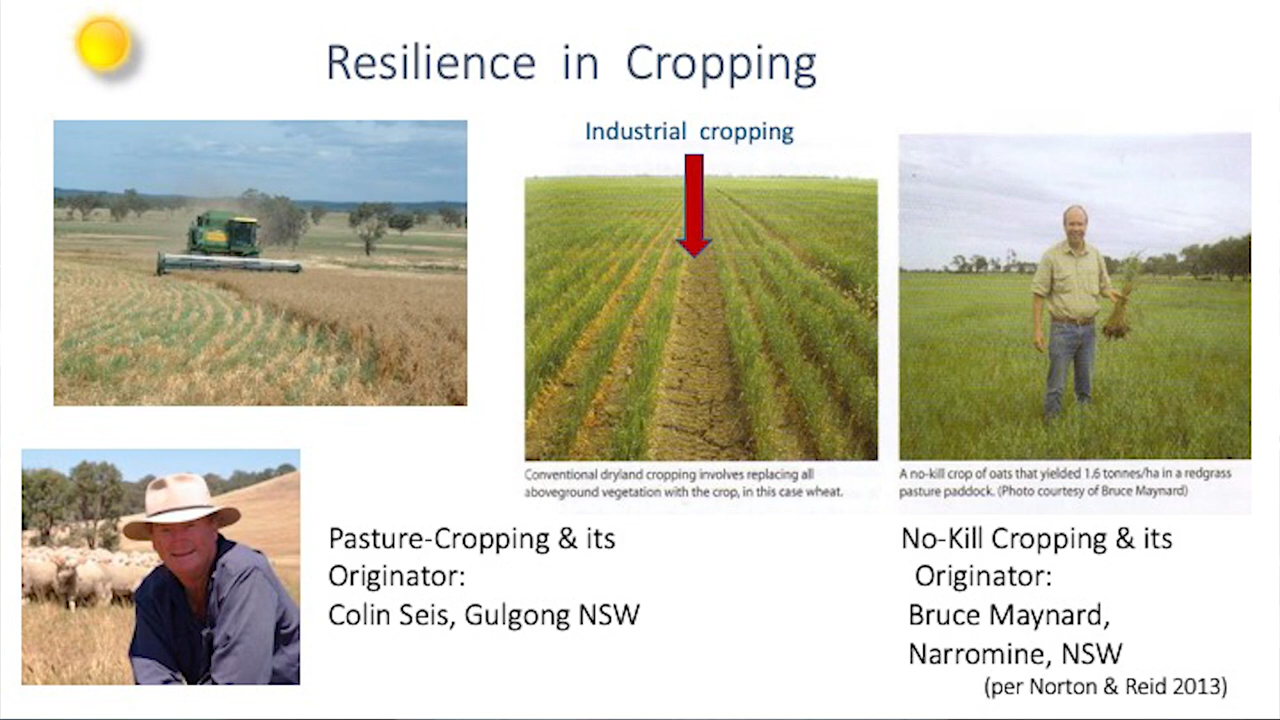 Resilience in Cropping
Industrial cropping
Conventional dryland cropping involves replacing all
aboveground vegetation with the crop, in this case wheat.
A no-kill crop of oats that yielded 1.6 tonnes/ha in a redgrass
pasture paddock. (Photo courtesy of Bruce Maynard)
Pasture-Cropping & its
Originator:
Colin Seis, Gulgong NSW
No-Kill Cropping & its
Originator:
Bruce Maynard,
Narromine, NSW
(per Norton & Reid 2013)